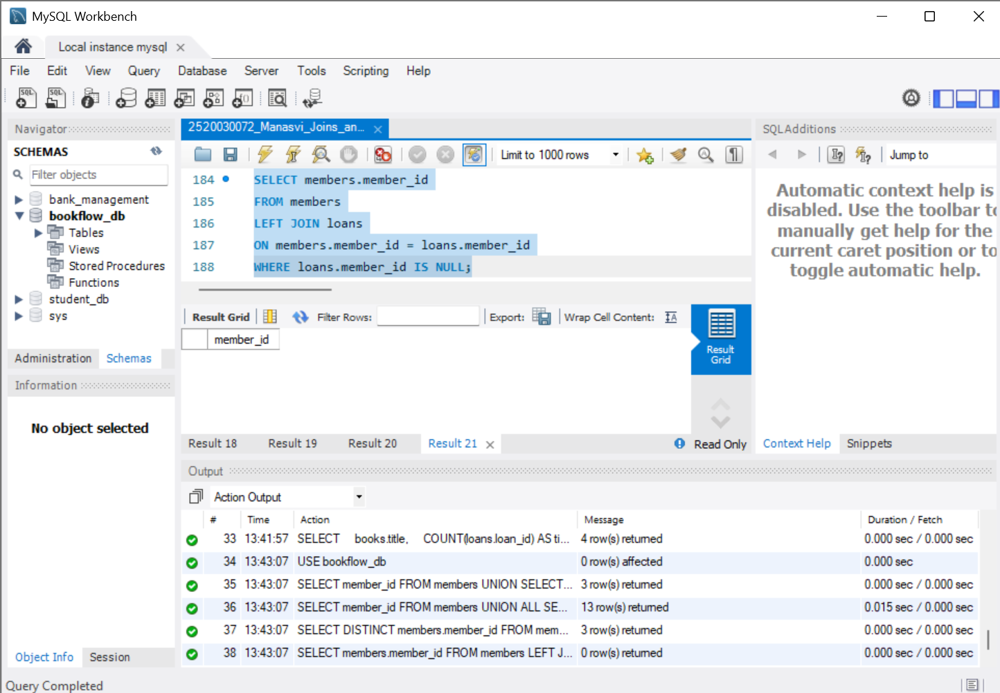 MySQL Workbench
Local instance mysql
File Edit View Query Database Server Tools Scripting Help
Navigator
SCHEMAS
Filter objects
bank_management
bookflow_db
Tables
Views
Stored Procedures
Functions
student_db
sys
Administration Schemas
Information
No object selected
Object Info Session
2520030072_Manasvi_Joins_an...
Limit to 1000 rows
184 SELECT members.member_id
185 FROM members
186 LEFT JOIN loans
187 ON members.member_id = loans.member_id
188 WHERE loans.member_id IS NULL;
Result Grid Filter Rows: Export: Wrap Cell Content:
member_id
Result
Grid
Result 18 Result 19 Result 20 Result 21 Read Only
SQLAdditions
Jump to
Automatic context help is
disabled. Use the toolbar to
manually get help for the
current caret position or to
toggle automatic help.
Context Help Snippets
Output
Action Output
# Time Action Message Duration / Fetch
33 13:41:57 SELECT books.title, COUNT(loans.loan_id) AS ti... 4 row(s) returned 0.000 sec / 0.000 sec
34 13:43:07 USE bookflow_db 0 row(s) affected 0.000 sec
35 13:43:07 SELECT member_id FROM members UNION SELECT... 3 row(s) returned 0.000 sec / 0.000 sec
36 13:43:07 SELECT member_id FROM members UNION ALL SE... 13 row(s) returned 0.015 sec / 0.000 sec
37 13:43:07 SELECT DISTINCT members.member_id FROM mem... 3 row(s) returned 0.000 sec / 0.000 sec
38 13:43:07 SELECT members.member_id FROM members LEFT J... 0 row(s) returned 0.000 sec / 0.000 sec
Query Completed